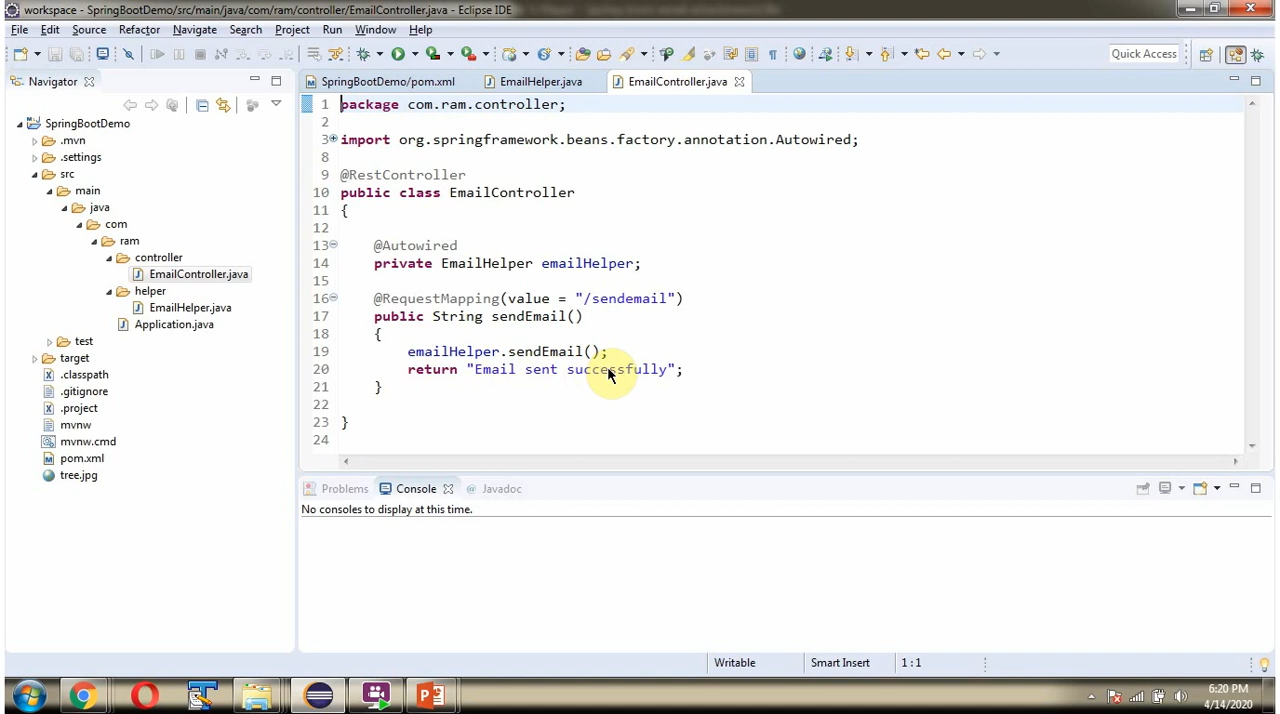 workspace - SpringBootDemo/src/main/java/com/ram/controller/EmailController.java - Eclipse IDE
File Edit Source Refactor Navigate Search Project Run Window Help
Quick Access
Navigator
SpringBootDemo
.mvn
.settings
src
main
java
com
ram
controller
EmailController.java
helper
EmailHelper.java
Application.java
test
target
.classpath
.gitignore
.project
mvnw
mvnw.cmd
pom.xml
tree.jpg
SpringBootDemo/pom.xml EmailHelper.java EmailController.java
1 package com.ram.controller;
2
3 import org.springframework.beans.factory.annotation.Autowired;
8
9 @RestController
10 public class EmailController
11 {
12
13 @Autowired
14 private EmailHelper emailHelper;
15
16 @RequestMapping(value = "/sendemail")
17 public String sendEmail()
18 {
19 emailHelper.sendEmail();
20 return "Email sent successfully";
21 }
22
23 }
24
Problems Console Javadoc
No consoles to display at this time.
Writable Smart Insert 1 : 1
6:20 PM
4/14/2020